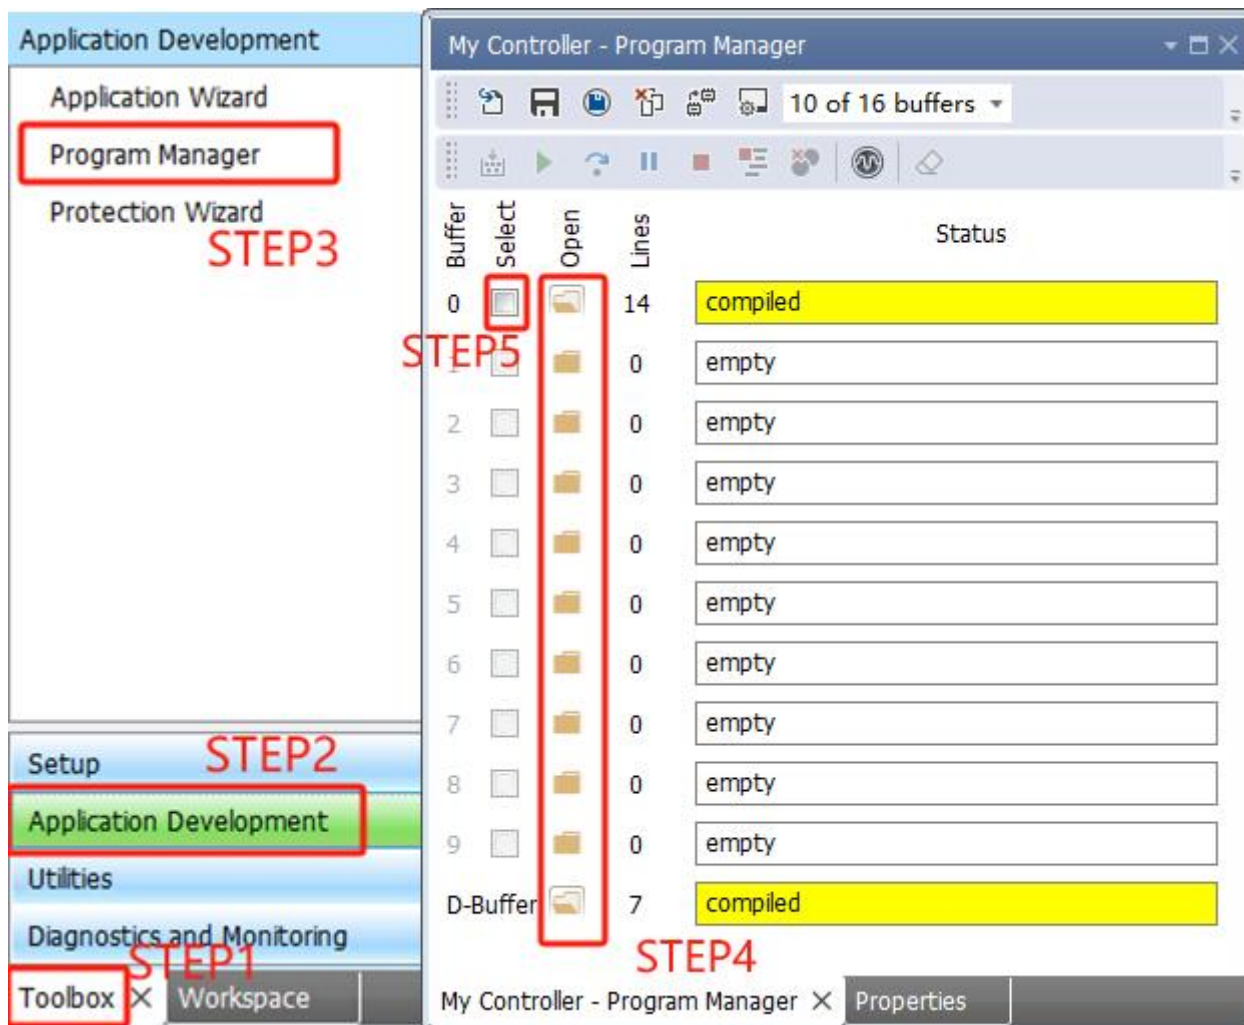 Application Development
Application Wizard
Program Manager
Protection Wizard
STEP3
STEP2
Setup
Application Development
Utilities
Diagnostics and Monitoring
STEP1
Toolbox
Workspace
My Controller - Program Manager
10 of 16 buffers
Buffer Select Open Lines Status
0 14 compiled
STEP5
1 0 empty
2 0 empty
3 0 empty
4 0 empty
5 0 empty
6 0 empty
7 0 empty
8 0 empty
9 0 empty
D-Buffer 7 compiled
STEP4
My Controller - Program Manager
Properties